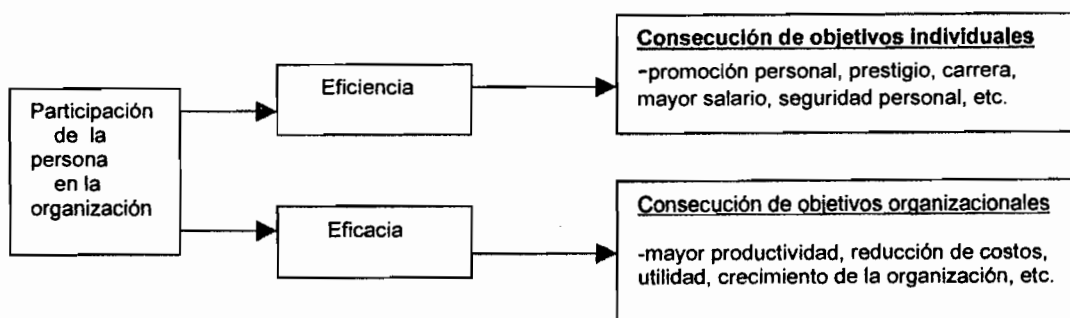 Participación
de la
persona
en la
organización
Eficiencia
Consecución de objetivos individuales
-promoción personal, prestigio, carrera,
mayor salario, seguridad personal, etc.
Eficacia
Consecución de objetivos organizacionales
-mayor productividad, reducción de costos,
utilidad, crecimiento de la organización, etc.